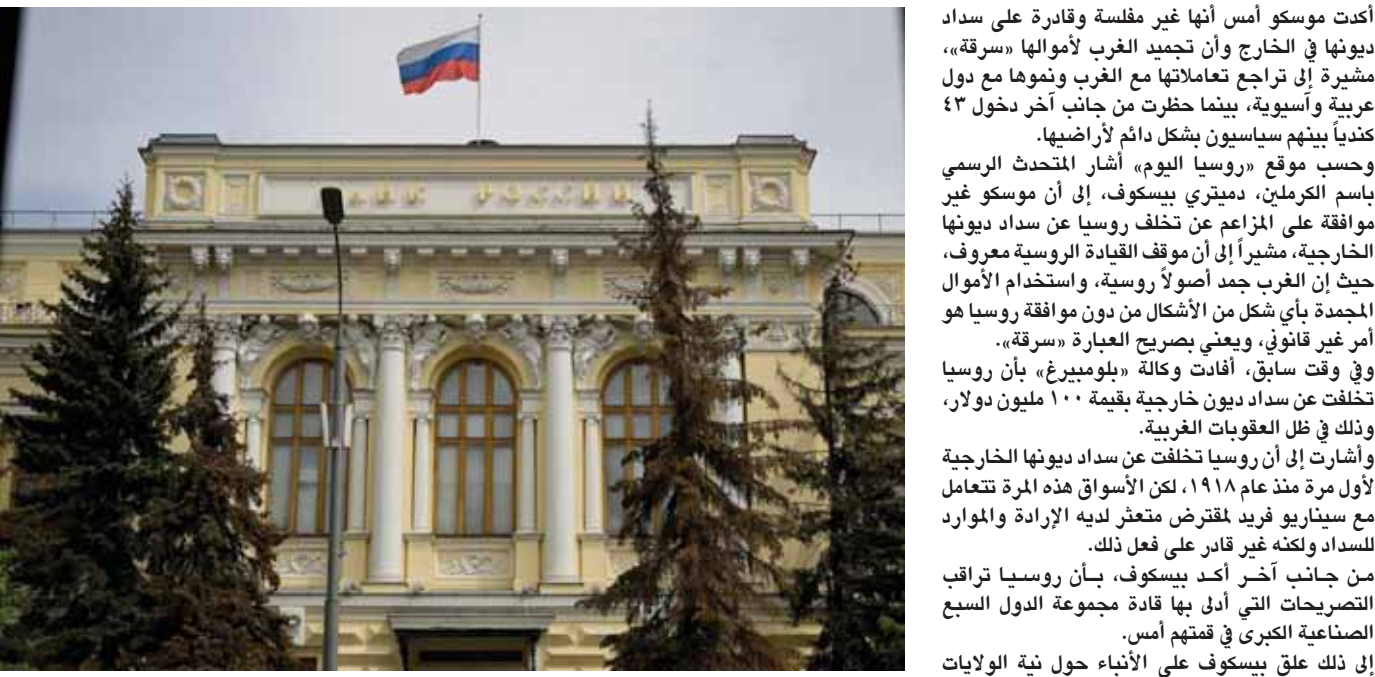 أكدت موسكو أمس أنها غير مفلسة وقادرة على سداد
ديونها في الخارج وأن تجميد الغرب لأموالها «سرقة»،
مشيرة إلى تراجع تعاملاتها مع الغرب ونموها مع دول
عربية وآسيوية، بينما حظرت من جانب آخر دخول ٤٣
كندياً بينهم سياسيون بشكل دائم لأراضيها.
وحسب موقع «روسيا اليوم» أشار المتحدث الرسمي
باسم الكرملين، دميتري بيسكوف، إلى أن موسكو غير
موافقة على المزاعم عن تخلف روسيا عن سداد ديونها
الخارجية، مشيراً إلى أن موقف القيادة الروسية معروف،
حيث إن الغرب جمد أصولاً روسية، واستخدام الأموال
المجمدة بأي شكل من الأشكال من دون موافقة روسيا هو
أمر غير قانوني، ويعني بصريح العبارة «سرقة».
وفي وقت سابق، أفادت وكالة «بلومبيرغ» بأن روسيا
تخلفت عن سداد ديون خارجية بقيمة ١٠٠ مليون دولار،
وذلك في ظل العقوبات الغربية.
وأشارت إلى أن روسيا تخلفت عن سداد ديونها الخارجية
لأول مرة منذ عام ١٩١٨، لكن الأسواق هذه المرة تتعامل
مع سيناريو فريد لمقترض متعثر لديه الإرادة والموارد
للسداد ولكنه غير قادر على فعل ذلك.
من جانب آخر أكد بيسكوف، بأن روسيا تراقب
التصريحات التي أدلى بها قادة مجموعة الدول السبع
الصناعية الكبرى في قمتهم أمس.
إلى ذلك علق بيسكوف على الأنباء حول نية الولايات
РОССИИ